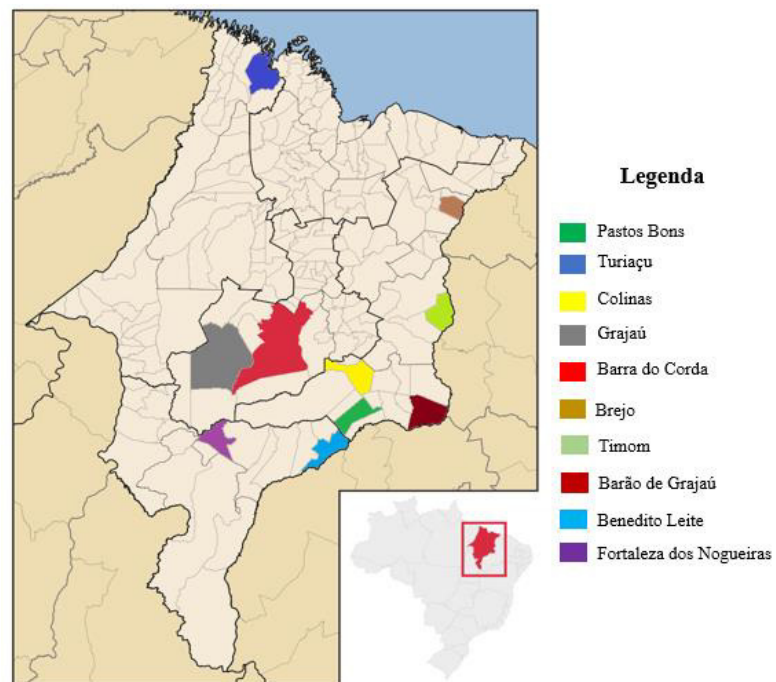 Legenda
Pastos Bons
Turiaçu
Colinas
Grajaú
Barra do Corda
Brejo
Timom
Barão de Grajaú
Benedito Leite
Fortaleza dos Nogueiras